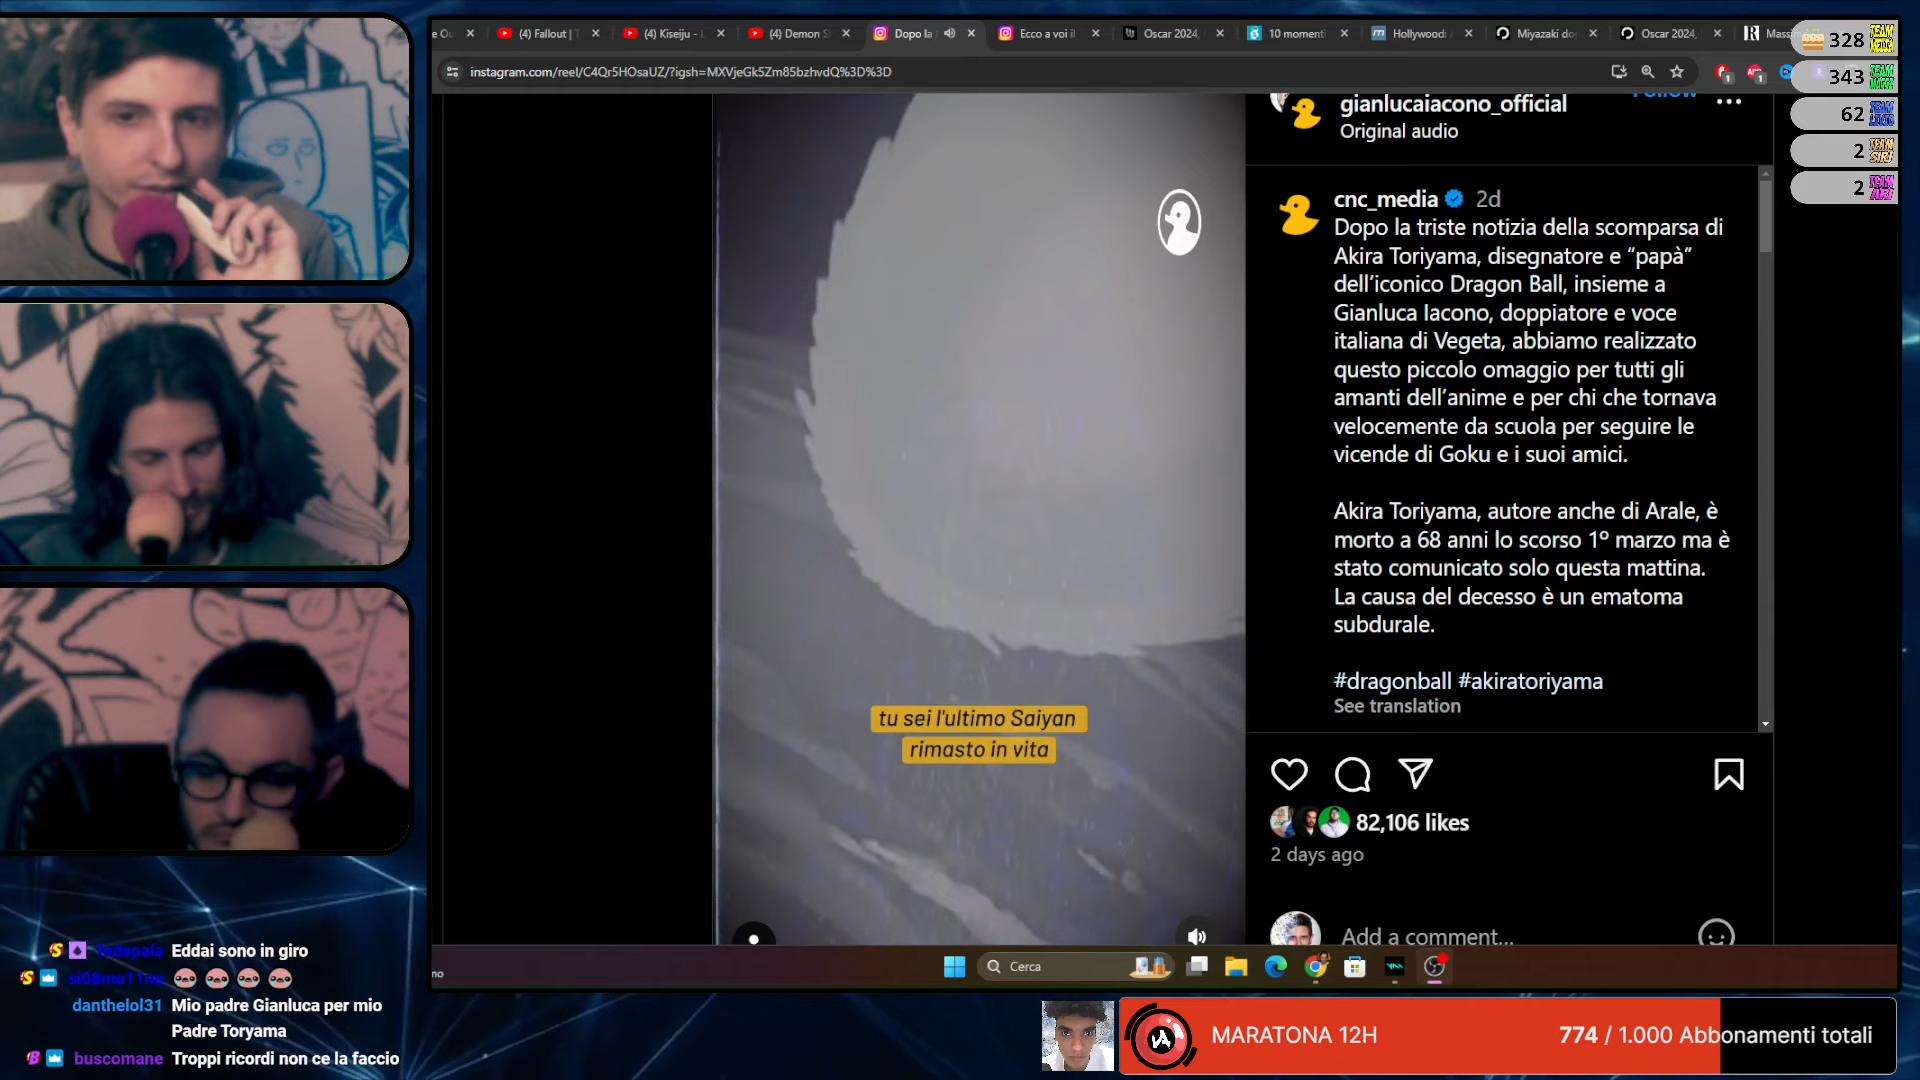 (4) Fallout | T
(4) Kiseiju - L
(4) Demon S
Dopo la
Ecco a voi il
Oscar 2024,
10 momenti
Hollywood:
Miyazaki do
Oscar 2024,
instagram.com/reel/C4Qr5HOsaUZ/?igsh=MXVjeGk5Zm85bzhvdQ%3D%3D
328
343
62
2
2
gianlucaiacono_official
Follow
Original audio
cnc_media 2d
Dopo la triste notizia della scomparsa di
Akira Toriyama, disegnatore e “papà”
dell’iconico Dragon Ball, insieme a
Gianluca Iacono, doppiatore e voce
italiana di Vegeta, abbiamo realizzato
questo piccolo omaggio per tutti gli
amanti dell’anime e per chi che tornava
velocemente da scuola per seguire le
vicende di Goku e i suoi amici.
Akira Toriyama, autore anche di Arale, è
morto a 68 anni lo scorso 1º marzo ma è
stato comunicato solo questa mattina.
La causa del decesso è un ematoma
subdurale.
#dragonball #akiratoriyama
See translation
tu sei l'ultimo Saiyan
rimasto in vita
82,106 likes
2 days ago
Add a comment...
no
Cerca
fedepala Eddai sono in giro
danthelol31 Mio padre Gianluca per mio
Padre Toryama
buscomane Troppi ricordi non ce la faccio
MARATONA 12H
774 / 1.000 Abbonamenti totali